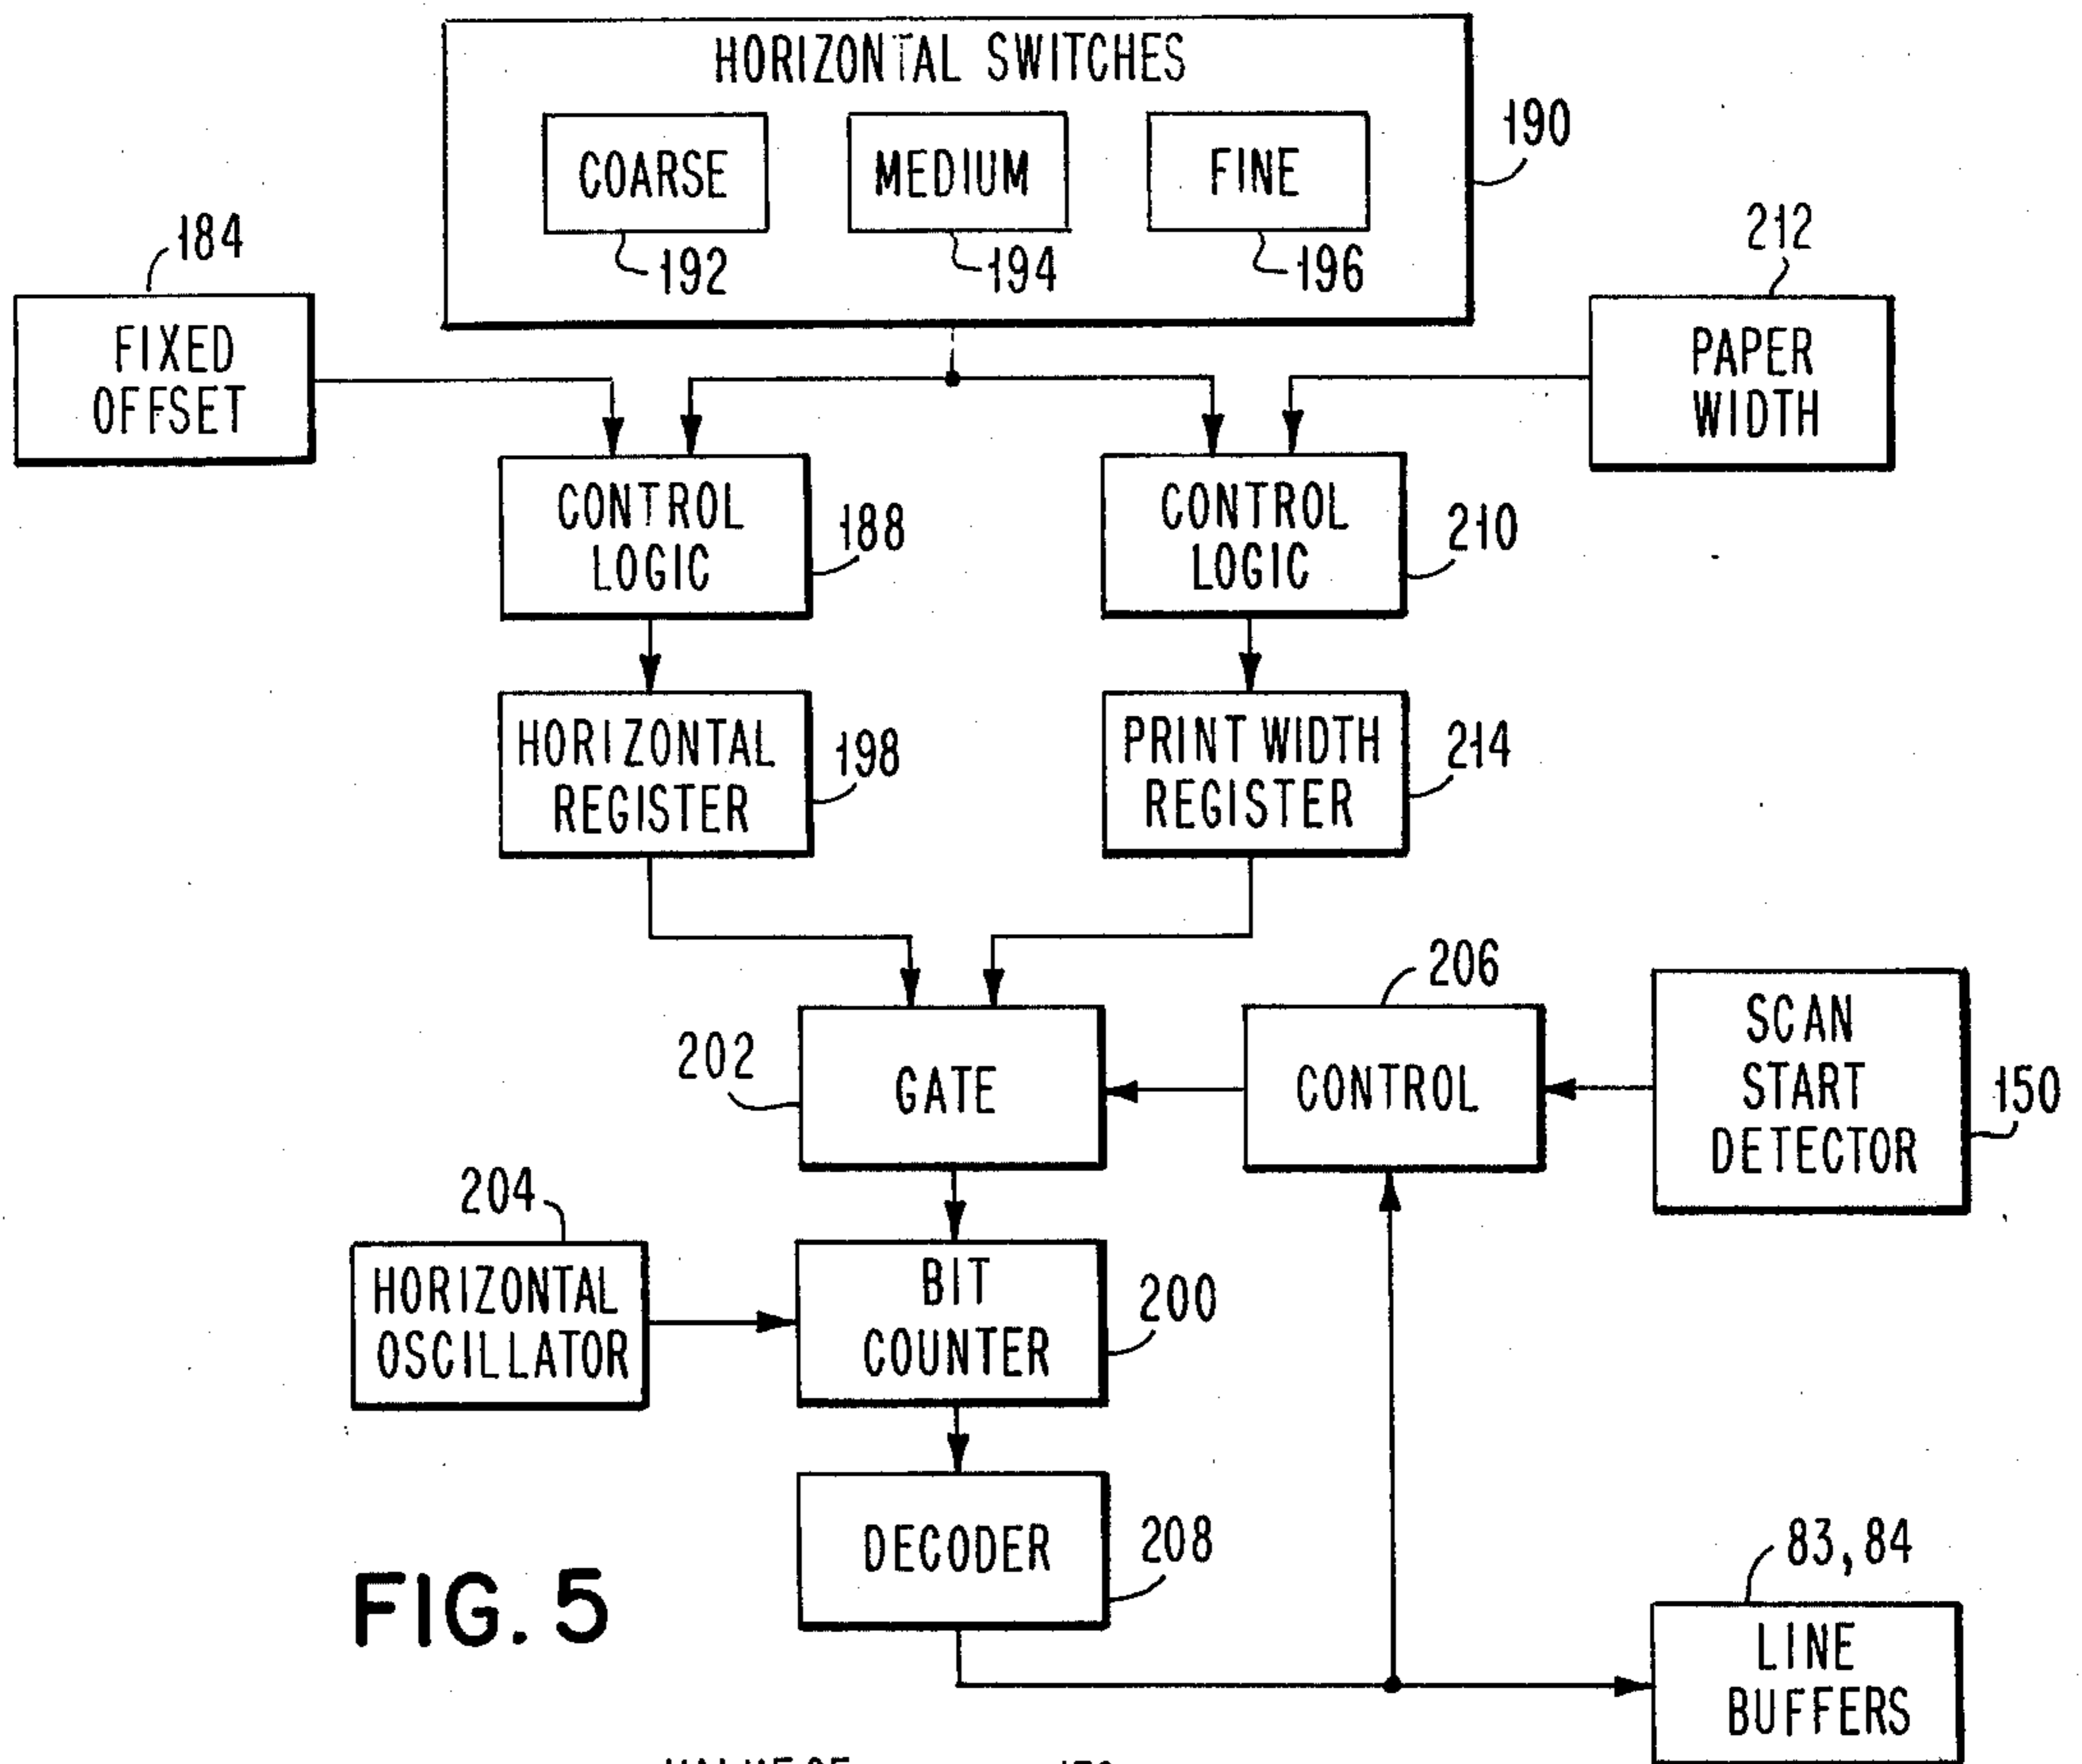 HORIZONTAL SWITCHES
COARSE
MEDIUM
FINE
190
192
194
196
184
212
FIXED
OFFSET
PAPER
WIDTH
CONTROL
LOGIC
188
CONTROL
LOGIC
210
HORIZONTAL
REGISTER
198
PRINT WIDTH
REGISTER
214
206
202
GATE
CONTROL
SCAN
START
DETECTOR
150
204
HORIZONTAL
OSCILLATOR
BIT
COUNTER
200
DECODER
208
83, 84
FIG. 5
LINE
BUFFERS